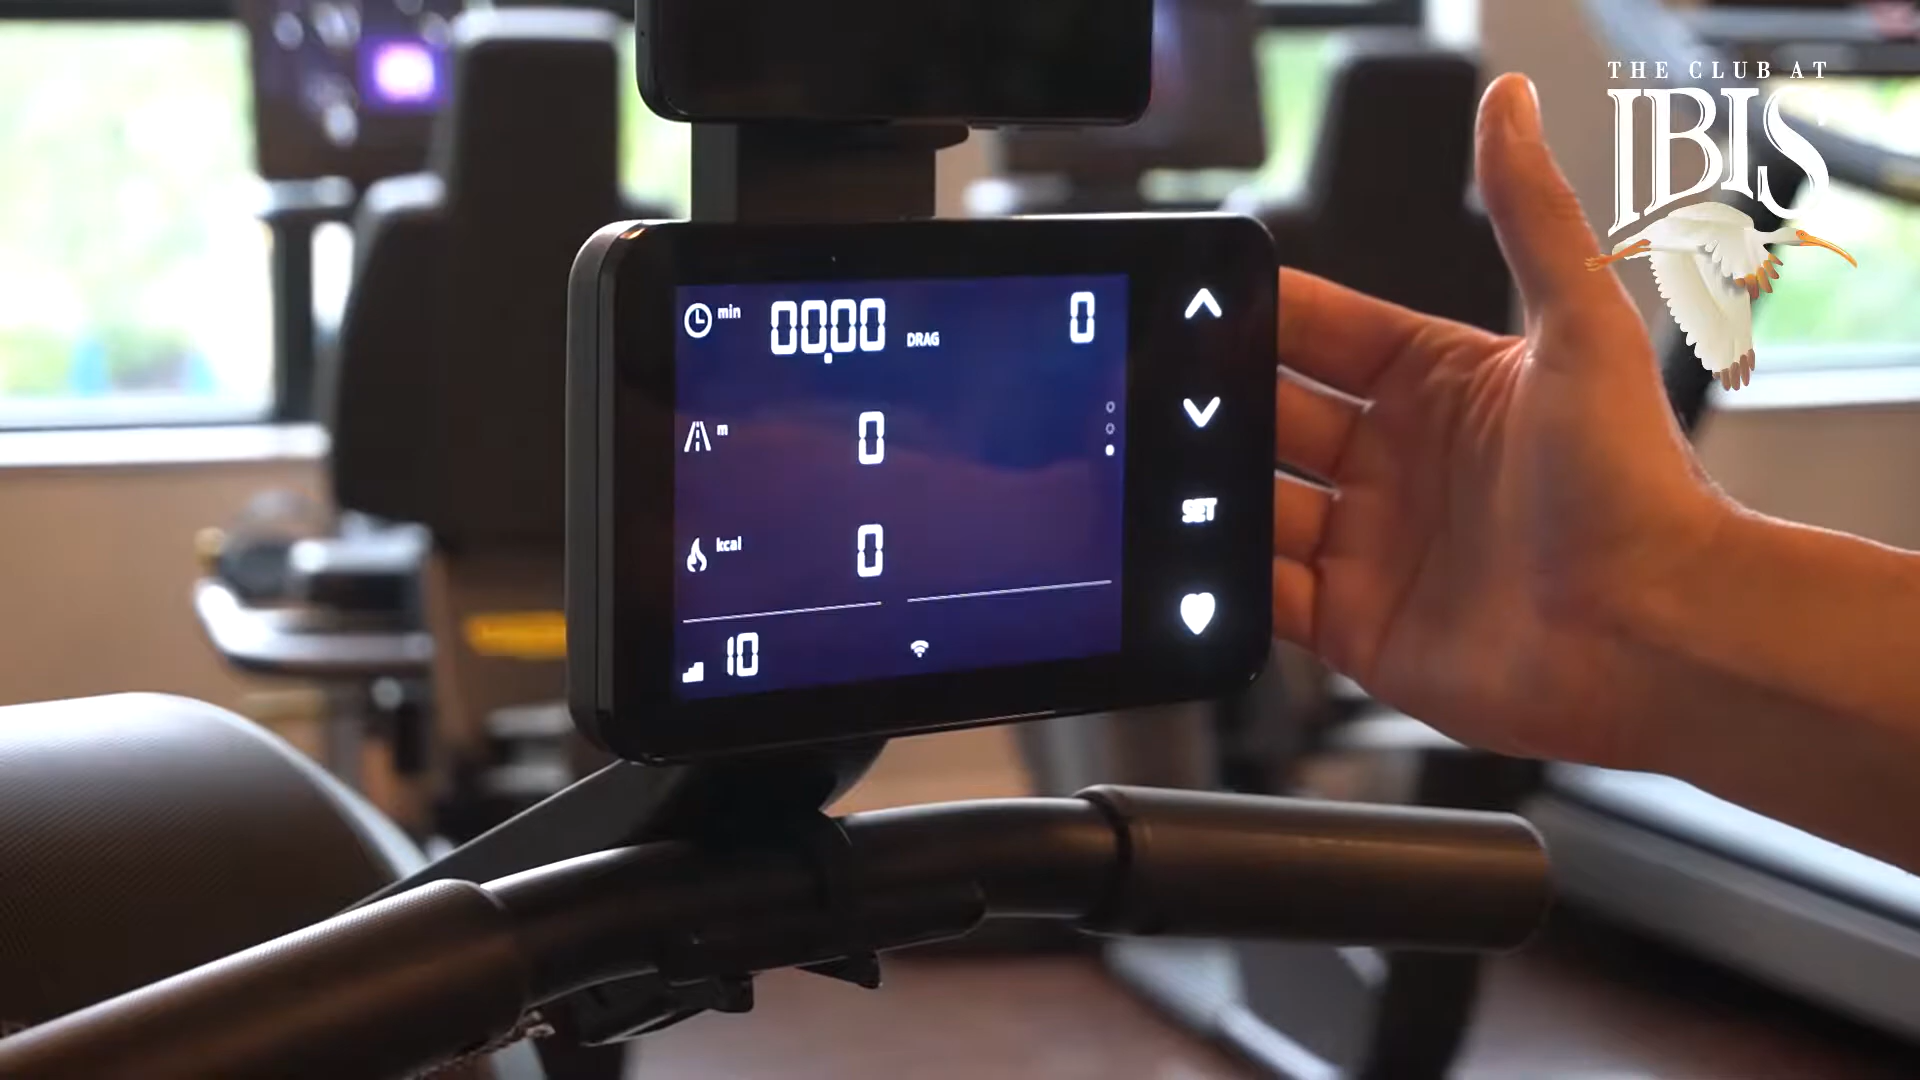 THE CLUB AT
IBIS
min 00.00 DRAG 0
m 0
kcal 0
10
SET